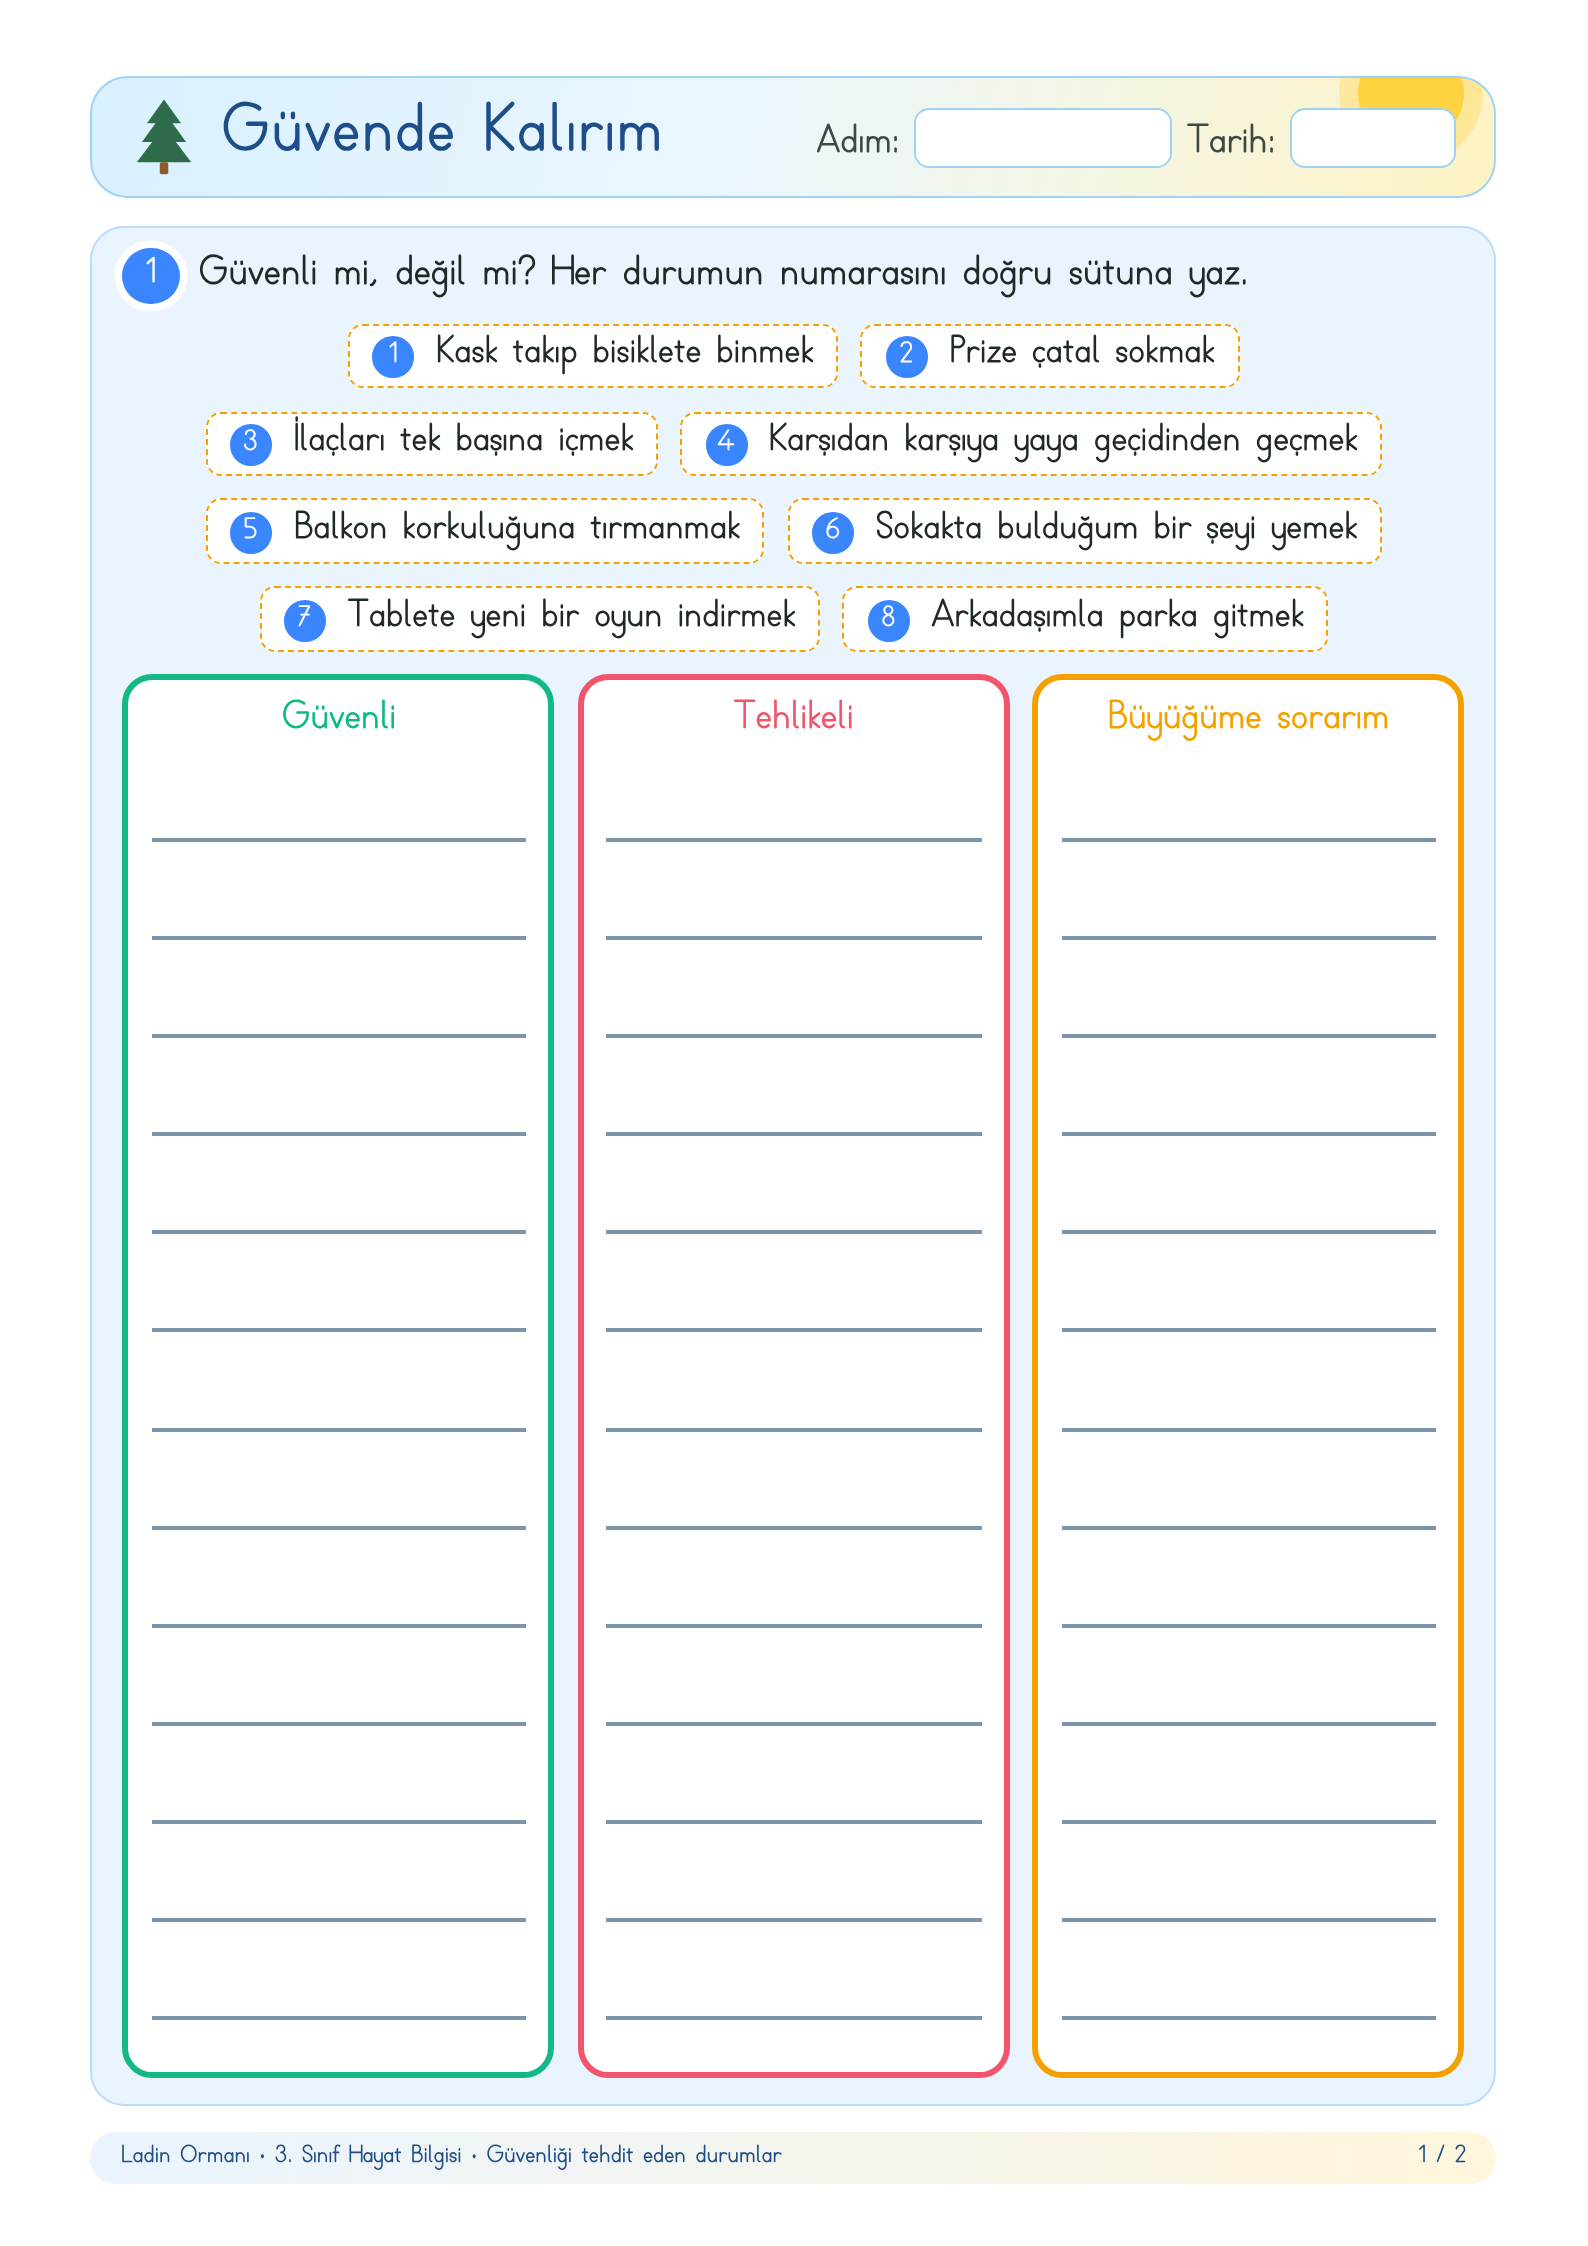 Güvende Kalırım
Adım: Tarih:
1 Güvenli mi, değil mi? Her durumun numarasını doğru sütuna yaz.
1 Kask takıp bisiklete binmek 2 Prize çatal sokmak
3 İlaçları tek başına içmek 4 Karşıdan karşıya yaya geçidinden geçmek
5 Balkon korkuluğuna tırmanmak 6 Sokakta bulduğum bir şeyi yemek
7 Tablete yeni bir oyun indirmek 8 Arkadaşımla parka gitmek
Güvenli Tehlikeli Büyüğüme sorarım
Ladin Ormanı • 3. Sınıf Hayat Bilgisi • Güvenliği tehdit eden durumlar 1 / 2